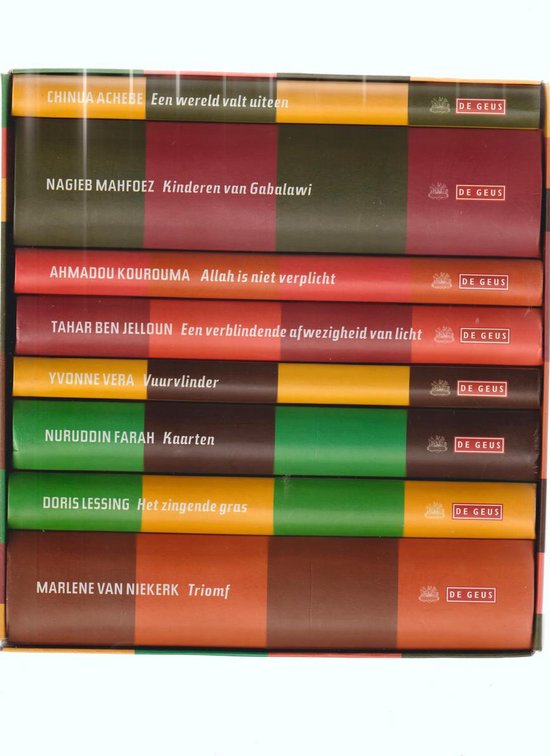 CHINUA ACHEBE Een wereld valt uiteen DE GEUS
NAGIEB MAHFOEZ Kinderen van Gabalawi DE GEUS
AHMADOU KOUROUMA Allah is niet verplicht DE GEUS
TAHAR BEN JELLOUN Een verblindende afwezigheid van licht DE GEUS
YVONNE VERA Vuurvlinder DE GEUS
NURUDDIN FARAH Kaarten DE GEUS
DORIS LESSING Het zingende gras DE GEUS
MARLENE VAN NIEKERK Triomf DE GEUS